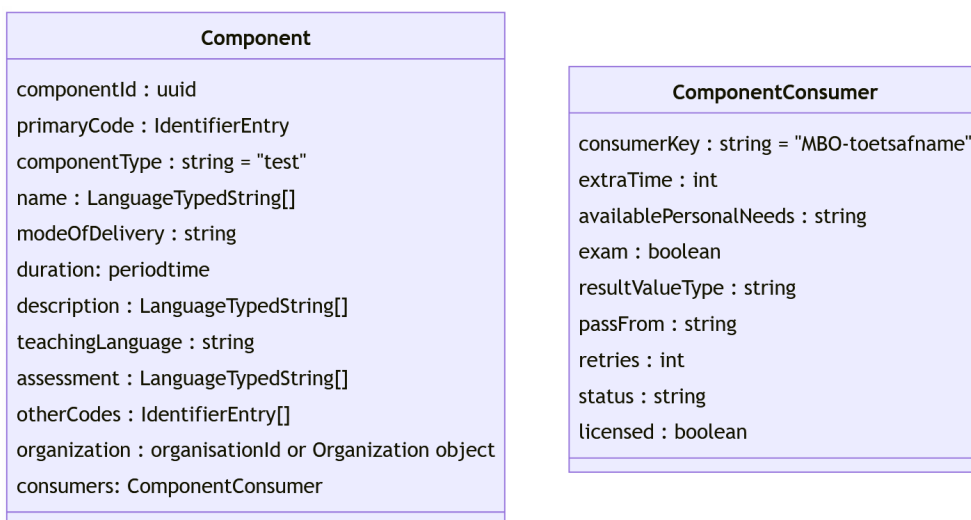 Component
componentId : uuid
primaryCode : IdentifierEntry
componentType : string = "test"
name : LanguageTypedString[]
modeOfDelivery : string
duration: periodtime
description : LanguageTypedString[]
teachingLanguage : string
assessment : LanguageTypedString[]
otherCodes : IdentifierEntry[]
organization : organisationId or Organization object
consumers: ComponentConsumer
ComponentConsumer
consumerKey : string = "MBO-toetsafname"
extraTime : int
availablePersonalNeeds : string
exam : boolean
resultValueType : string
passFrom : string
retries : int
status : string
licensed : boolean